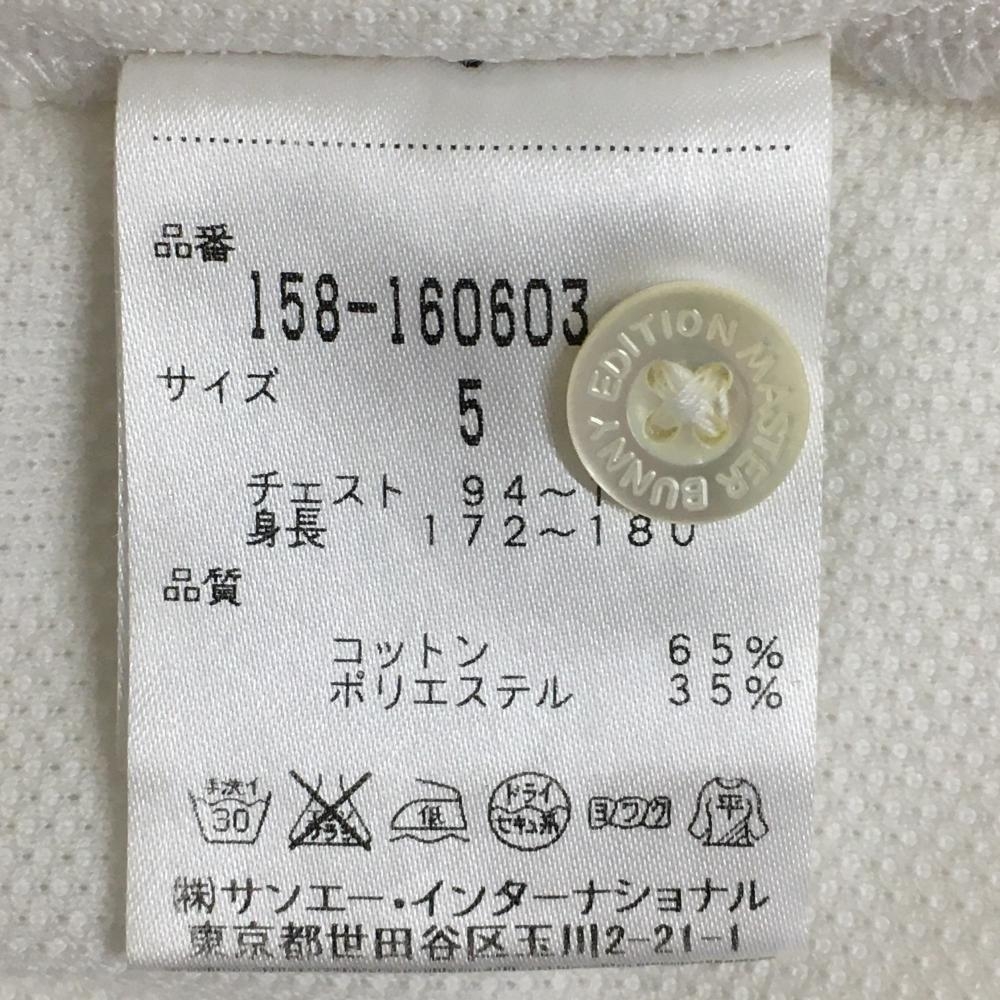 品番
158-160603
サイズ 5
チェスト 94~
身長 172~180
品質
コットン 65%
ポリエステル 35%
手洗イ 30
低
ドライ セキユ系
平
(株)サンエー・インターナショナル
東京都世田谷区玉川2-21-1
MASTER BUNNY EDITION